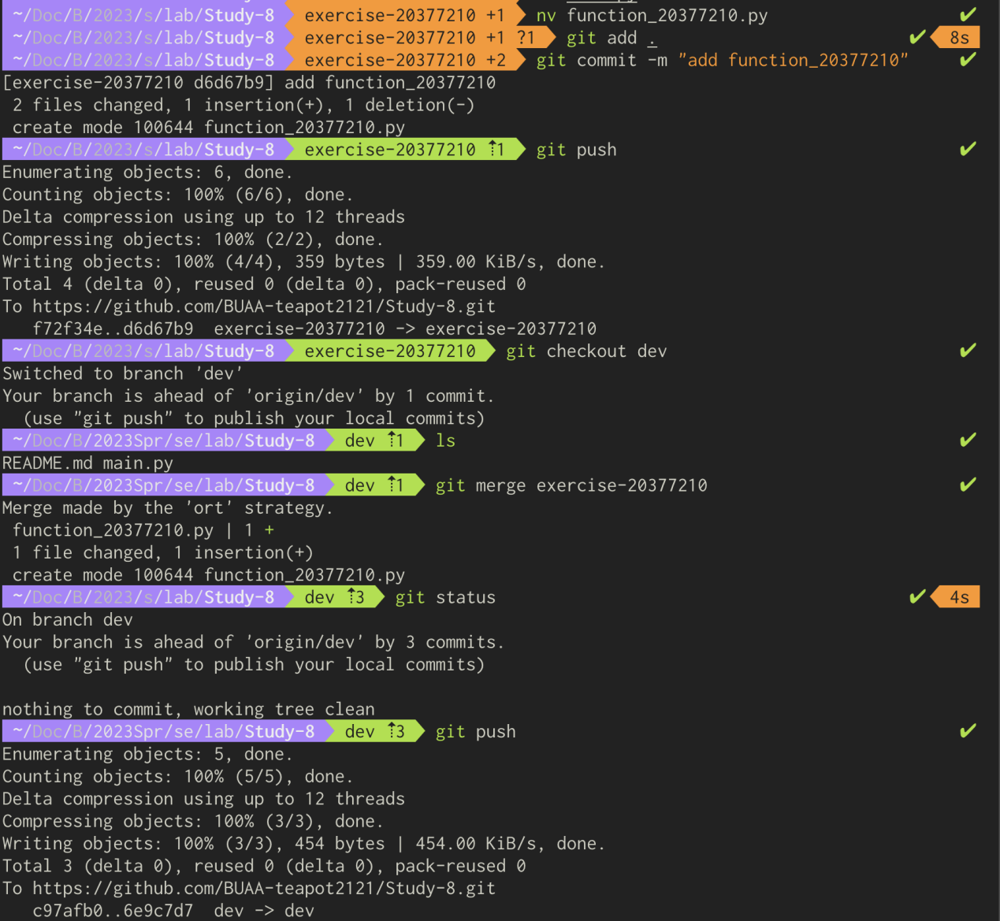 ~/Doc/B/2023/s/lab/Study-8 exercise-20377210 +1 nv function_20377210.py ✔
~/Doc/B/2023/s/lab/Study-8 exercise-20377210 +1 ?1 git add . ✔ 8s
~/Doc/B/2023/s/lab/Study-8 exercise-20377210 +2 git commit -m "add function_20377210" ✔
[exercise-20377210 d6d67b9] add function_20377210
 2 files changed, 1 insertion(+), 1 deletion(-)
 create mode 100644 function_20377210.py
~/Doc/B/2023/s/lab/Study-8 exercise-20377210 ⇡1 git push ✔
Enumerating objects: 6, done.
Counting objects: 100% (6/6), done.
Delta compression using up to 12 threads
Compressing objects: 100% (2/2), done.
Writing objects: 100% (4/4), 359 bytes | 359.00 KiB/s, done.
Total 4 (delta 0), reused 0 (delta 0), pack-reused 0
To https://github.com/BUAA-teapot2121/Study-8.git
   f72f34e..d6d67b9  exercise-20377210 -> exercise-20377210
~/Doc/B/2023/s/lab/Study-8 exercise-20377210 git checkout dev ✔
Switched to branch 'dev'
Your branch is ahead of 'origin/dev' by 1 commit.
  (use "git push" to publish your local commits)
~/Doc/B/2023Spr/se/lab/Study-8 dev ⇡1 ls ✔
README.md main.py
~/Doc/B/2023Spr/se/lab/Study-8 dev ⇡1 git merge exercise-20377210 ✔
Merge made by the 'ort' strategy.
 function_20377210.py | 1 +
 1 file changed, 1 insertion(+)
 create mode 100644 function_20377210.py
~/Doc/B/2023/s/lab/Study-8 dev ⇡3 git status ✔ 4s
On branch dev
Your branch is ahead of 'origin/dev' by 3 commits.
  (use "git push" to publish your local commits)
nothing to commit, working tree clean
~/Doc/B/2023Spr/se/lab/Study-8 dev ⇡3 git push ✔
Enumerating objects: 5, done.
Counting objects: 100% (5/5), done.
Delta compression using up to 12 threads
Compressing objects: 100% (3/3), done.
Writing objects: 100% (3/3), 454 bytes | 454.00 KiB/s, done.
Total 3 (delta 0), reused 0 (delta 0), pack-reused 0
To https://github.com/BUAA-teapot2121/Study-8.git
   c97afb0..6e9c7d7  dev -> dev